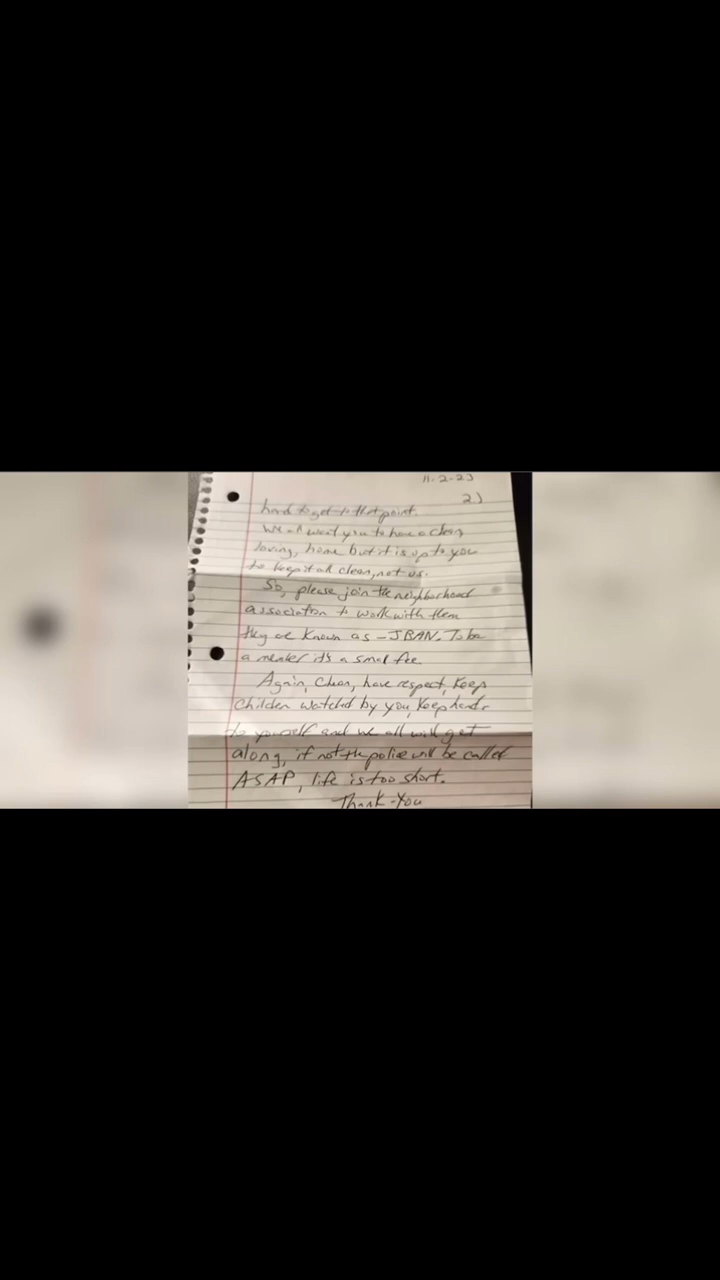 11-2-23
2)
hard to get to that point.
We all want you to have a clean,
loving, home but it is up to you
to keep it all clean, not us.
So, please join the neighborhood
association to work with them
they are known as - JBAN. To be
a member it's a small fee.
Again, clean, have respect, keep
children watched by you, keep hands
to yourself and we all will get
along, if not the police will be called
ASAP, life is too short.
Thank-You